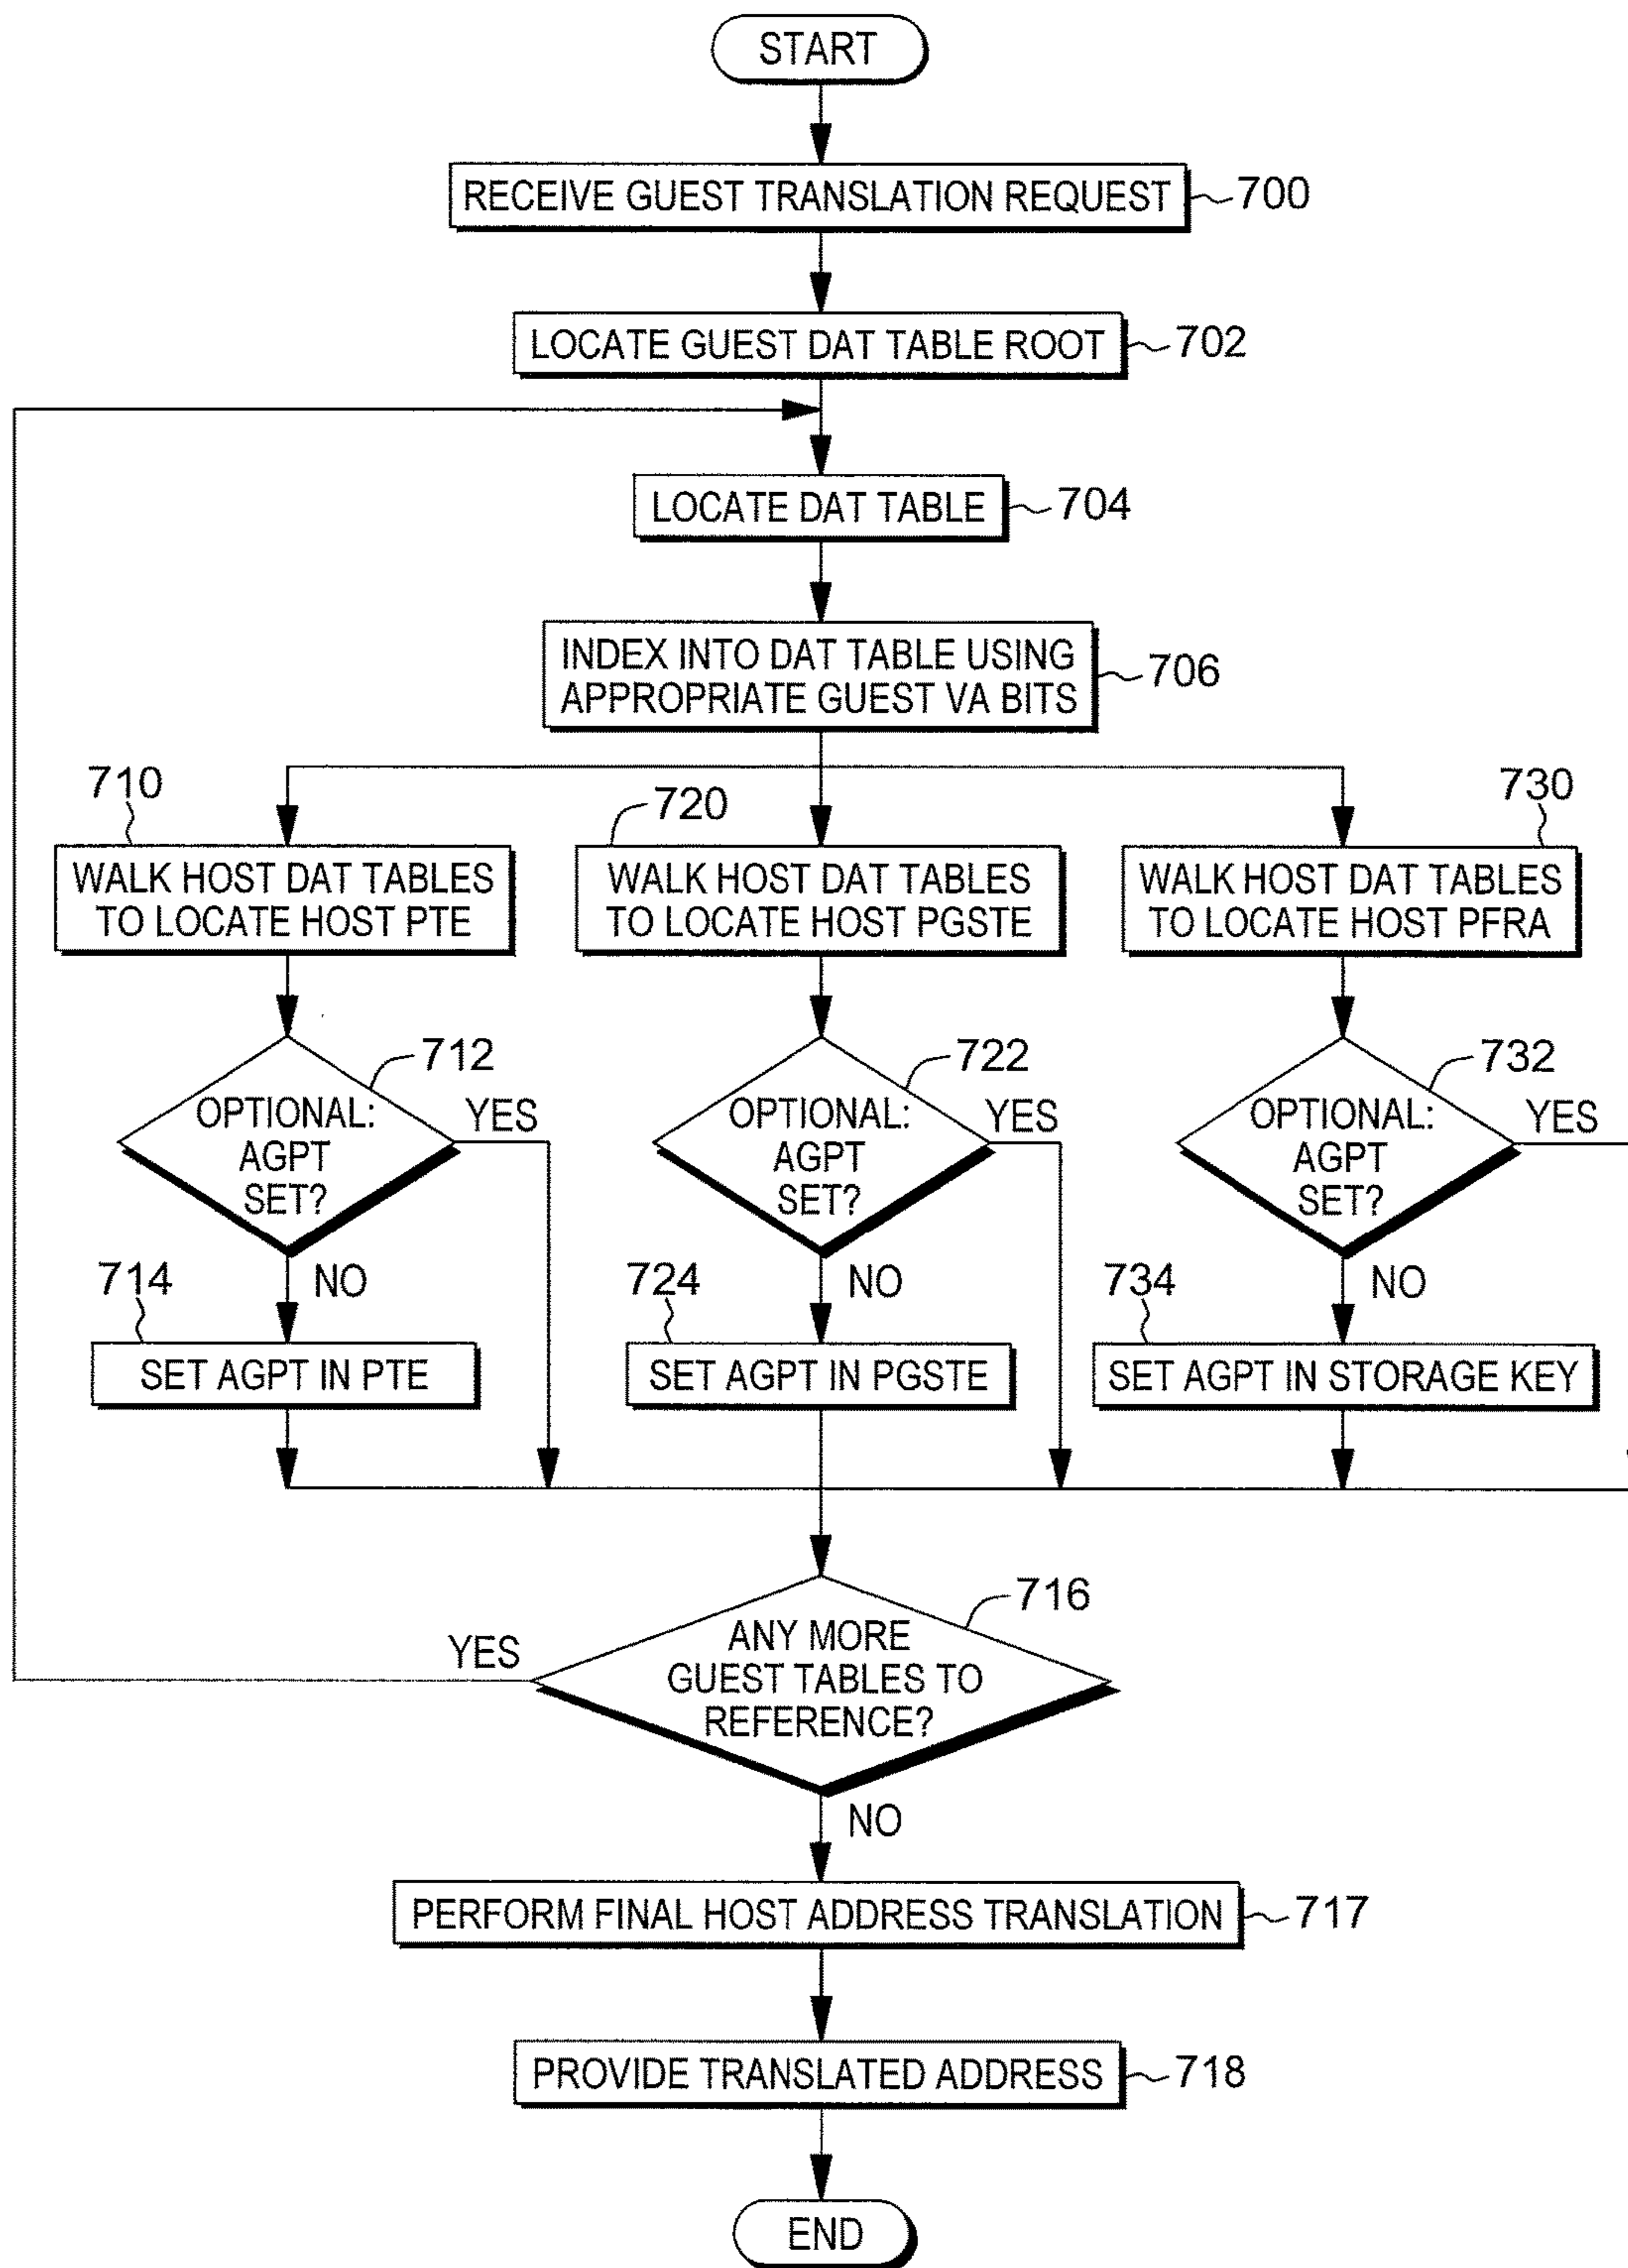 START
RECEIVE GUEST TRANSLATION REQUEST
700
LOCATE GUEST DAT TABLE ROOT
702
LOCATE DAT TABLE
704
INDEX INTO DAT TABLE USING
APPROPRIATE GUEST VA BITS
706
710
WALK HOST DAT TABLES
TO LOCATE HOST PTE
720
WALK HOST DAT TABLES
TO LOCATE HOST PGSTE
730
WALK HOST DAT TABLES
TO LOCATE HOST PFRA
712
OPTIONAL:
AGPT
SET?
YES
NO
722
OPTIONAL:
AGPT
SET?
YES
NO
732
OPTIONAL:
AGPT
SET?
YES
NO
714
SET AGPT IN PTE
724
SET AGPT IN PGSTE
734
SET AGPT IN STORAGE KEY
716
ANY MORE
GUEST TABLES TO
REFERENCE?
YES
NO
PERFORM FINAL HOST ADDRESS TRANSLATION
717
PROVIDE TRANSLATED ADDRESS
718
END